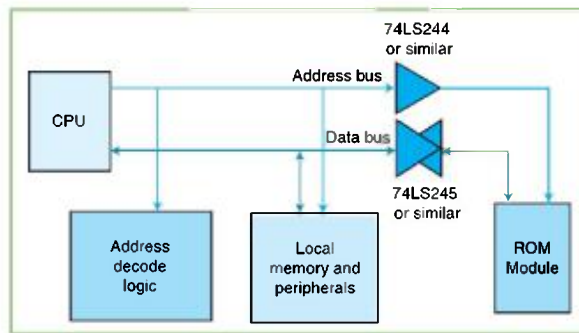 74LS244
or similar
Address bus
CPU
Data bus
74LS245
or similar
Address
decode
logic
Local
memory and
peripherals
ROM
Module